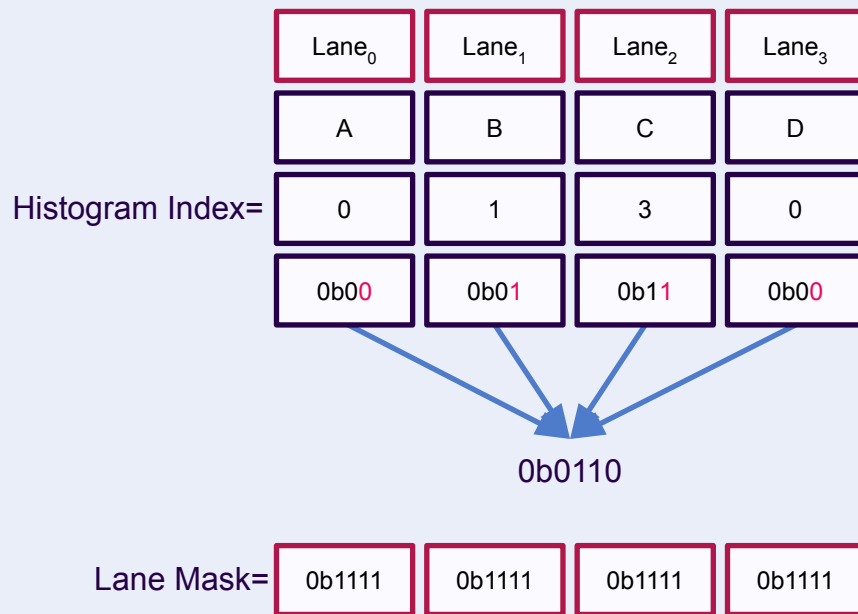 Lane₀ Lane₁ Lane₂ Lane₃
A B C D
Histogram Index= 0 1 3 0
0b00 0b01 0b11 0b00
0b0110
Lane Mask= 0b1111 0b1111 0b1111 0b1111